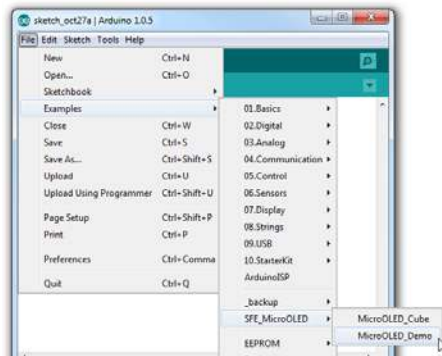 sketch_oct27a | Arduino 1.0.5
File Edit Sketch Tools Help
New Ctrl+N
Open... Ctrl+O
Sketchbook
Examples
Close Ctrl+W
Save Ctrl+S
Save As... Ctrl+Shift+S
Upload Ctrl+U
Upload Using Programmer Ctrl+Shift+U
Page Setup Ctrl+Shift+P
Print Ctrl+P
Preferences Ctrl+Comma
Quit Ctrl+Q
01.Basics
02.Digital
03.Analog
04.Communication
05.Control
06.Sensors
07.Display
08.Strings
09.USB
10.StarterKit
ArduinoISP
_backup
SFE_MicroOLED
EEPROM
MicroOLED_Cube
MicroOLED_Demo